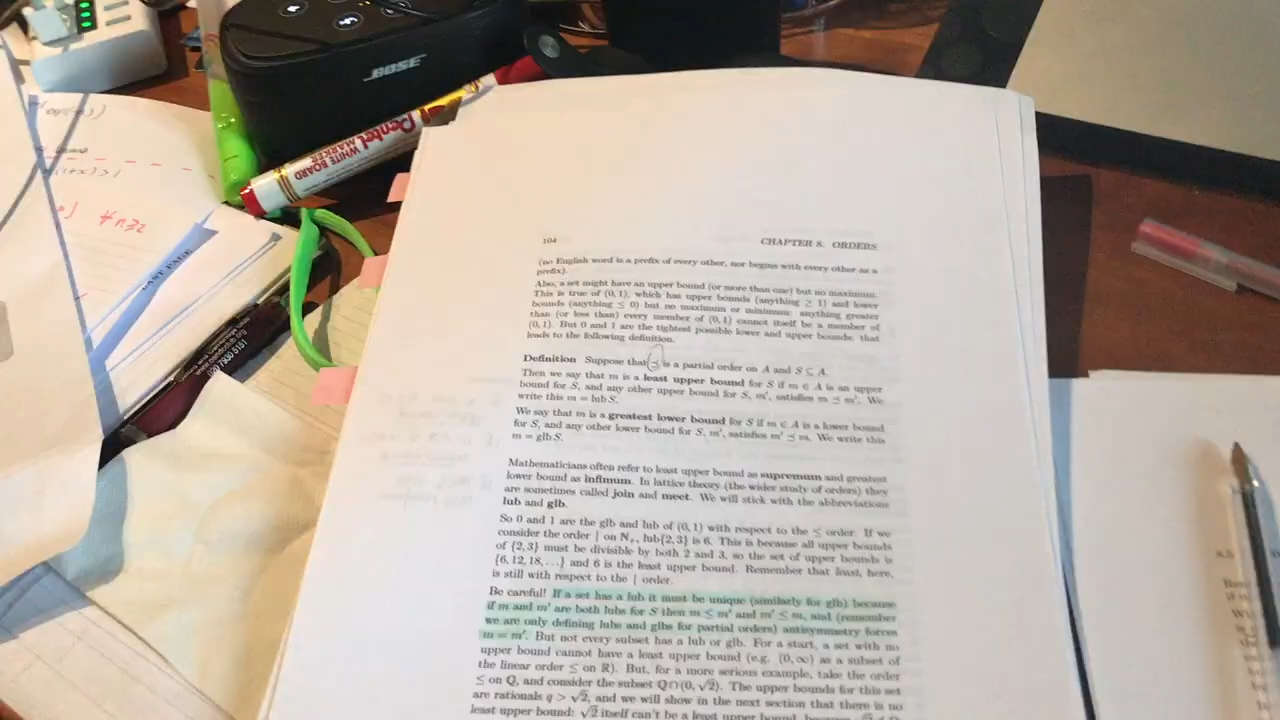 BOSE
Pentel
WHITE BOARD
MARKER
LAST PAGE
020 7900 5151
104 CHAPTER 8. ORDERS
(no English word is a prefix of every other, nor begins with every other as a
prefix).
Also, a set might have an upper bound (or more than one) but no maximum.
This is true of (0, 1), which has upper bounds (anything ≥ 1) and lower
bounds (anything ≤ 0) but no maximum or minimum: anything greater
than (or less than) every member of (0, 1) cannot itself be a member of
(0, 1). But 0 and 1 are the tightest possible lower and upper bounds: that
leads to the following definition.
Definition Suppose that ⪯ is a partial order on A and S ⊆ A.
Then we say that m is a least upper bound for S if m ∈ A is an upper
bound for S, and any other upper bound for S, m′, satisfies m ⪯ m′. We
write this m = lub S.
We say that m is a greatest lower bound for S if m ∈ A is a lower bound
for S, and any other lower bound for S, m′, satisfies m′ ⪯ m. We write this
m = glb S.
Mathematicians often refer to least upper bound as supremum and greatest
lower bound as infimum. In lattice theory (the wider study of orders) they
are sometimes called join and meet. We will stick with the abbreviations
lub and glb.
So 0 and 1 are the glb and lub of (0, 1) with respect to the ≤ order. If we
consider the order | on ℕ₊, lub{2, 3} is 6. This is because all upper bounds
of {2, 3} must be divisible by both 2 and 3, so the set of upper bounds is
{6, 12, 18, . . .} and 6 is the least upper bound. Remember that least, here,
is still with respect to the | order.
Be careful! If a set has a lub it must be unique (similarly for glb) because
if m and m′ are both lubs for S then m ≤ m′ and m′ ≤ m, and (remember
we are only defining lubs and glbs for partial orders) antisymmetry forces
m = m′. But not every subset has a lub or glb. For a start, a set with no
upper bound cannot have a least upper bound (e.g. (0, ∞) as a subset of
the linear order ≤ on ℝ). But, for a more serious example, take the order
≤ on ℚ, and consider the subset ℚ∩(0, √2). The upper bounds for this set
are rationals q > √2, and we will show in the next section that there is no
least upper bound: √2 itself can't be a least upper bound, because